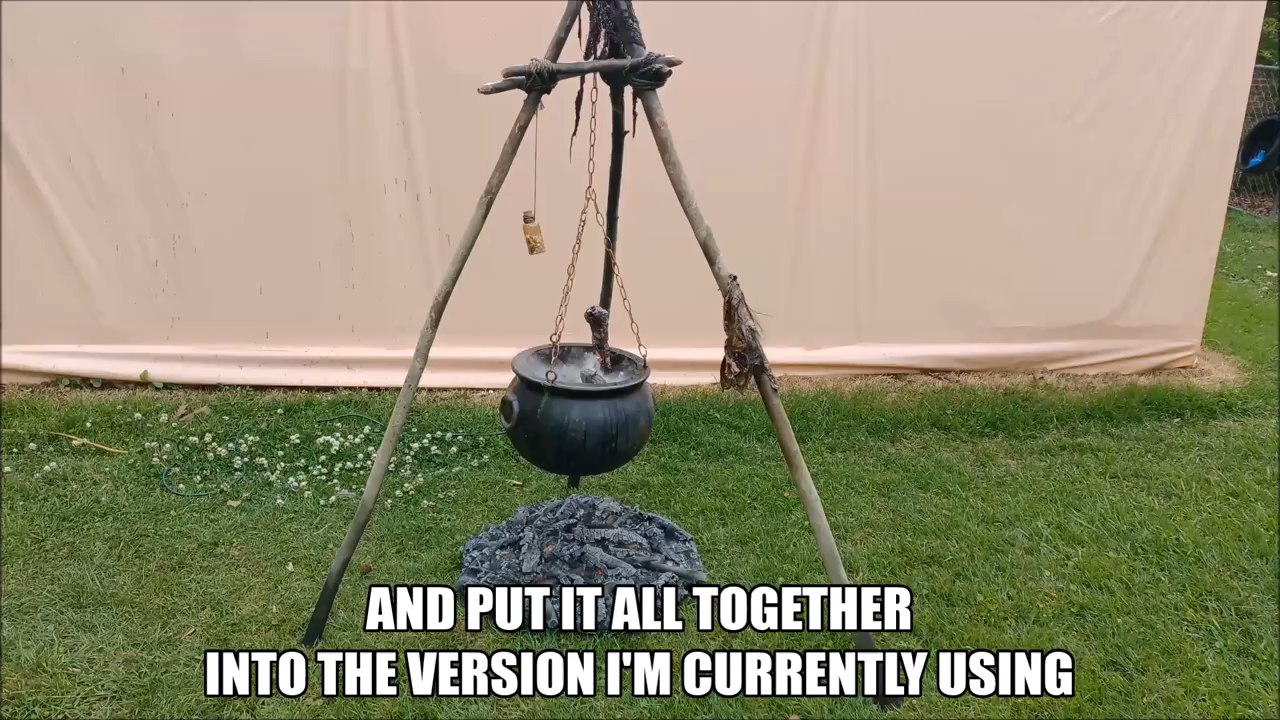 AND PUT IT ALL TOGETHER
INTO THE VERSION I'M CURRENTLY USING